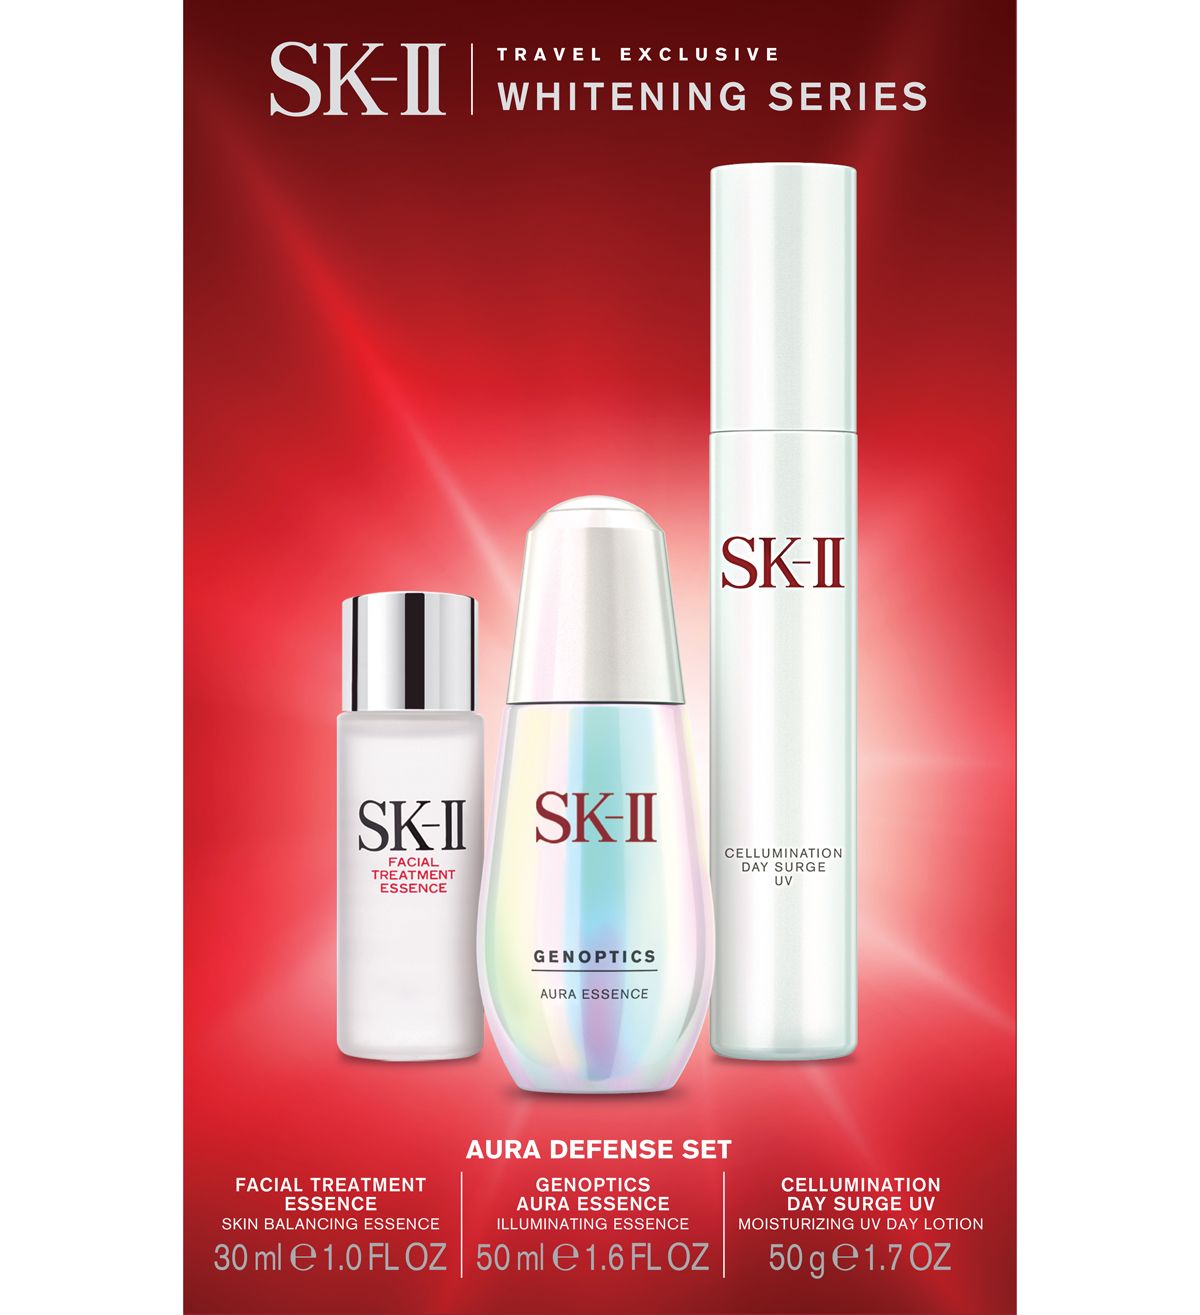 SK-II
TRAVEL EXCLUSIVE
WHITENING SERIES
SK-II
FACIAL
TREATMENT
ESSENCE
SK-II
GENOPTICS
AURA ESSENCE
SK-II
CELLUMINATION
DAY SURGE
UV
AURA DEFENSE SET
FACIAL TREATMENT
ESSENCE
SKIN BALANCING ESSENCE
30 ml ℮ 1.0 FL OZ
GENOPTICS
AURA ESSENCE
ILLUMINATING ESSENCE
50 ml ℮ 1.6 FL OZ
CELLUMINATION
DAY SURGE UV
MOISTURIZING UV DAY LOTION
50 g ℮ 1.7 OZ